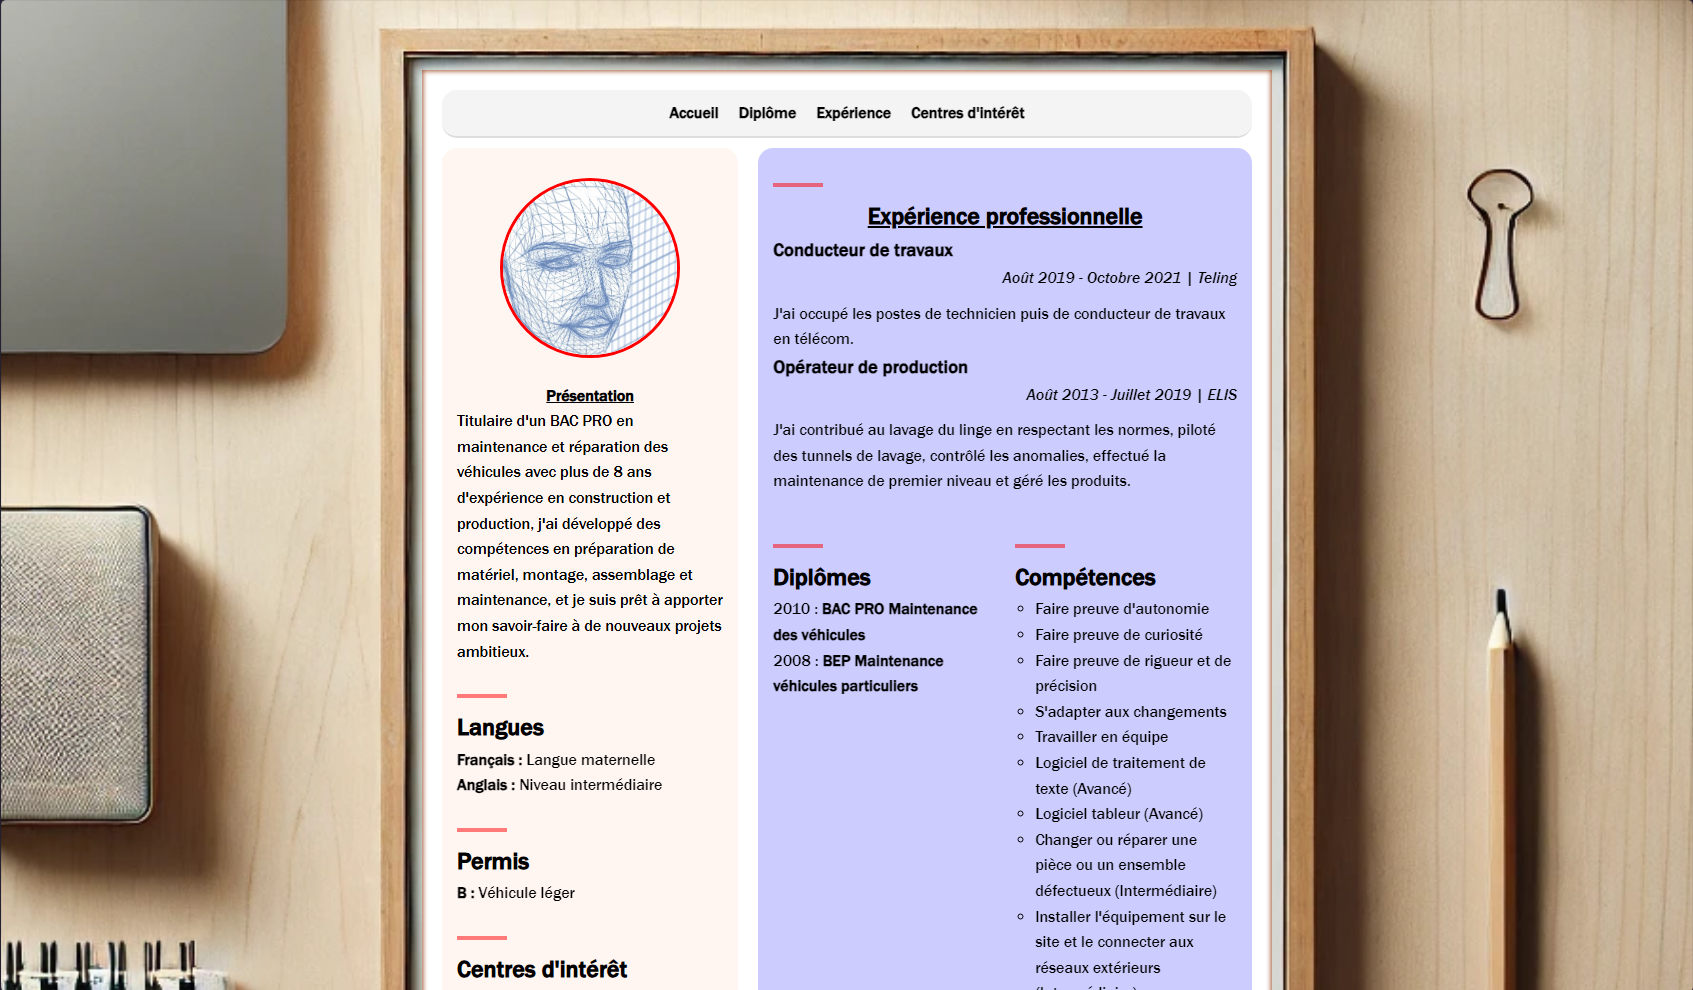 Accueil Diplôme Expérience Centres d'intérêt
Présentation
Titulaire d'un BAC PRO en
maintenance et réparation des
véhicules avec plus de 8 ans
d'expérience en construction et
production, j'ai développé des
compétences en préparation de
matériel, montage, assemblage et
maintenance, et je suis prêt à apporter
mon savoir-faire à de nouveaux projets
ambitieux.
Langues
Français : Langue maternelle
Anglais : Niveau intermédiaire
Permis
B : Véhicule léger
Centres d'intérêt
Expérience professionnelle
Conducteur de travaux
Août 2019 - Octobre 2021 | Teling
J'ai occupé les postes de technicien puis de conducteur de travaux
en télécom.
Opérateur de production
Août 2013 - Juillet 2019 | ELIS
J'ai contribué au lavage du linge en respectant les normes, piloté
des tunnels de lavage, contrôlé les anomalies, effectué la
maintenance de premier niveau et géré les produits.
Diplômes
2010 : BAC PRO Maintenance
des véhicules
2008 : BEP Maintenance
véhicules particuliers
Compétences
Faire preuve d'autonomie
Faire preuve de curiosité
Faire preuve de rigueur et de
précision
S'adapter aux changements
Travailler en équipe
Logiciel de traitement de
texte (Avancé)
Logiciel tableur (Avancé)
Changer ou réparer une
pièce ou un ensemble
défectueux (Intermédiaire)
Installer l'équipement sur le
site et le connecter aux
réseaux extérieurs